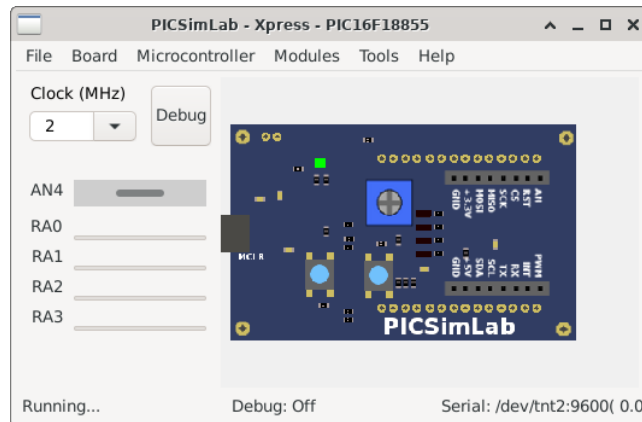 PICSimLab - Xpress - PIC16F18855
File Board Microcontroller Modules Tools Help
Clock (MHz)
2
Debug
AN4
RA0
RA1
RA2
RA3
MCLR
GND +3.3V MOSI MISO SCK CS RST AN
GND +5V SDA SCL TX RX INT PWM
PICSimLab
Running...
Debug: Off
Serial: /dev/tnt2:9600( 0.0